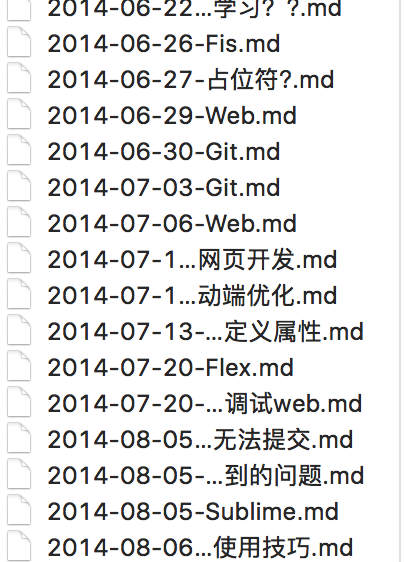 2014-06-22...学习？?.md
2014-06-26-Fis.md
2014-06-27-占位符?.md
2014-06-29-Web.md
2014-06-30-Git.md
2014-07-03-Git.md
2014-07-06-Web.md
2014-07-1...网页开发.md
2014-07-1...动端优化.md
2014-07-13-...定义属性.md
2014-07-20-Flex.md
2014-07-20-...调试web.md
2014-08-05...无法提交.md
2014-08-05-...到的问题.md
2014-08-05-Sublime.md
2014-08-06...使用技巧.md